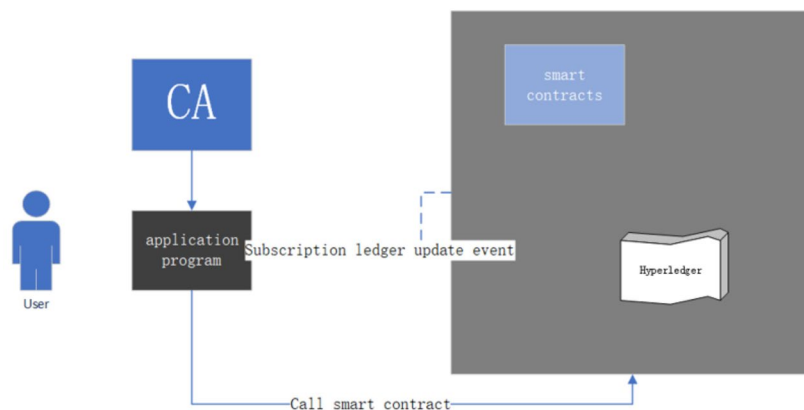 CA
smart
contracts
application
program
Subscription ledger update event
Hyperledger
User
Call smart contract